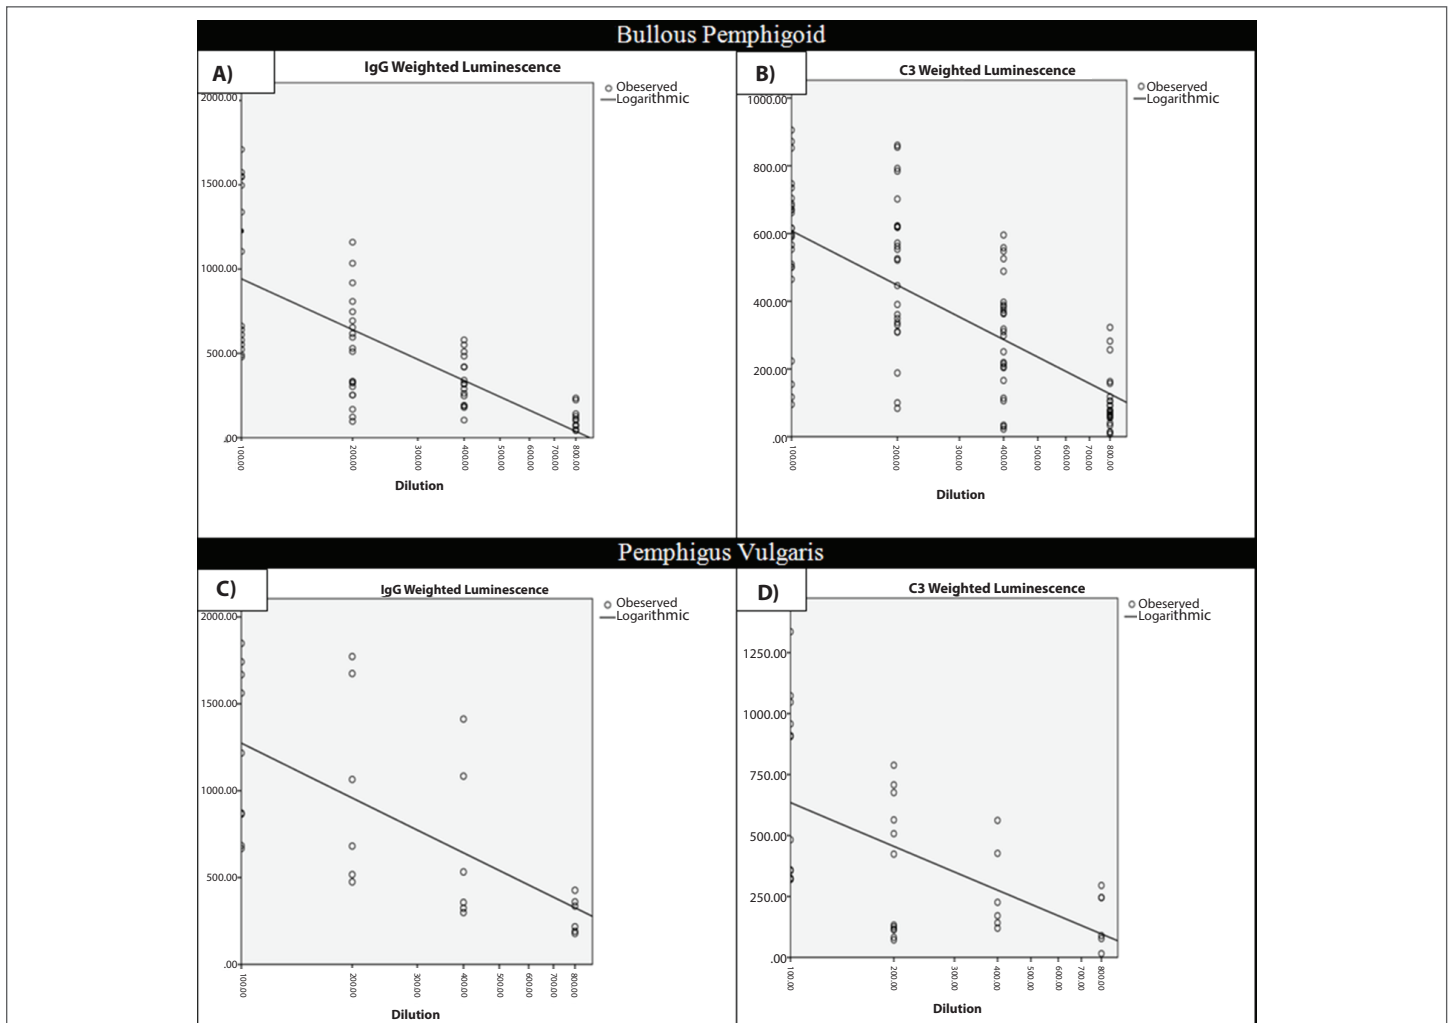 Bullous Pemphigoid
A)
IgG Weighted Luminescence
Obeserved
Logarithmic
2000.00
1500.00
1000.00
500.00
.00
100.00
200.00
300.00
400.00
500.00
600.00
700.00
800.00
Dilution
B)
C3 Weighted Luminescence
Obeserved
Logarithmic
1000.00
800.00
600.00
400.00
200.00
.00
100.00
200.00
300.00
400.00
500.00
600.00
700.00
800.00
Dilution
Pemphigus Vulgaris
C)
IgG Weighted Luminescence
Obeserved
Logarithmic
2000.00
1500.00
1000.00
500.00
.00
100.00
200.00
300.00
400.00
500.00
600.00
700.00
800.00
Dilution
D)
C3 Weighted Luminescence
Obeserved
Logarithmic
1250.00
1000.00
750.00
500.00
250.00
.00
100.00
200.00
300.00
400.00
500.00
600.00
700.00
800.00
Dilution